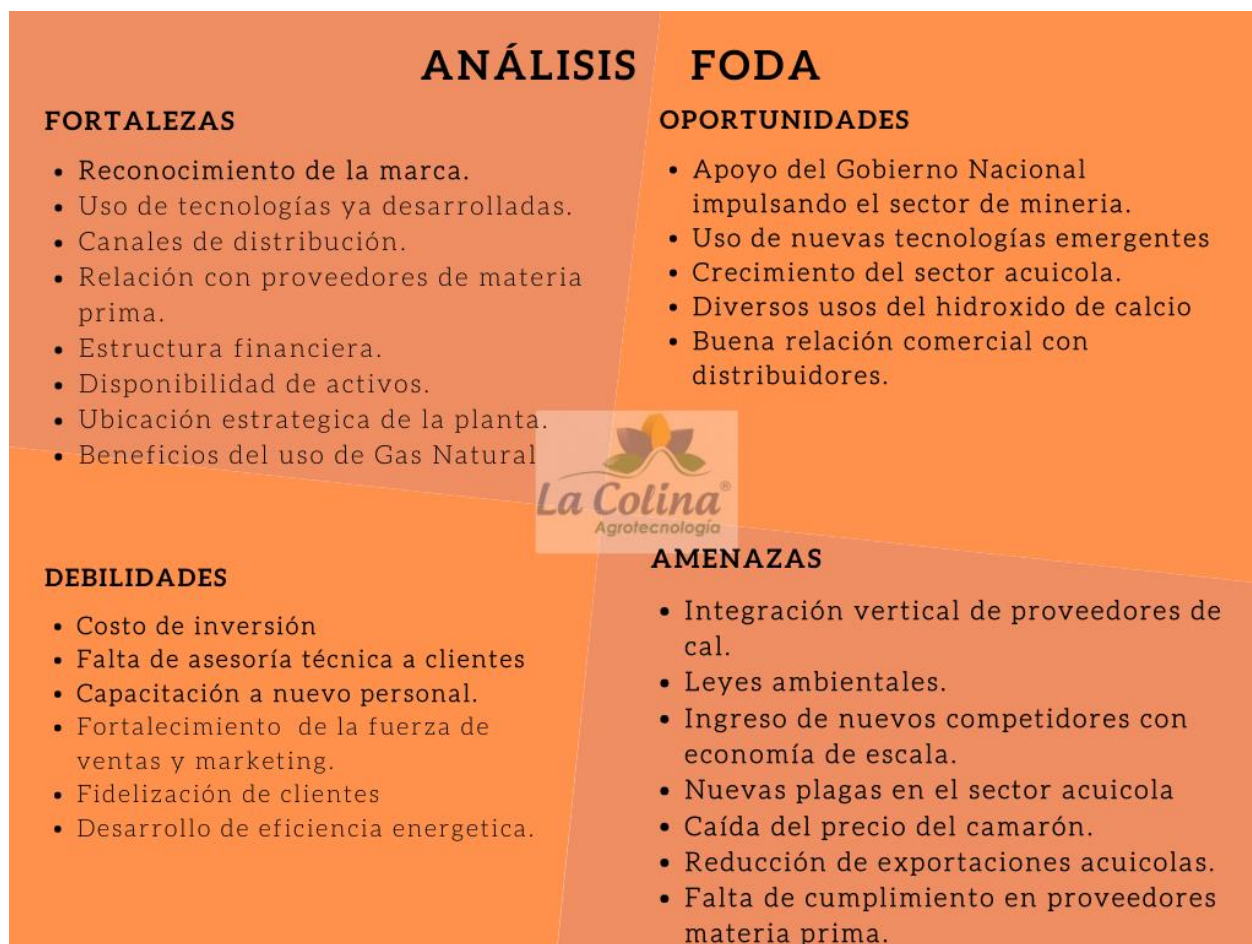 ANÁLISIS FODA
FORTALEZAS
• Reconocimiento de la marca.
• Uso de tecnologías ya desarrolladas.
• Canales de distribución.
• Relación con proveedores de materia
prima.
• Estructura financiera.
• Disponibilidad de activos.
• Ubicación estrategica de la planta.
• Beneficios del uso de Gas Natural
OPORTUNIDADES
• Apoyo del Gobierno Nacional
impulsando el sector de mineria.
• Uso de nuevas tecnologías emergentes
• Crecimiento del sector acuicola.
• Diversos usos del hidroxido de calcio
• Buena relación comercial con
distribuidores.
La Colina®
Agrotecnología
DEBILIDADES
• Costo de inversión
• Falta de asesoría técnica a clientes
• Capacitación a nuevo personal.
• Fortalecimiento de la fuerza de
ventas y marketing.
• Fidelización de clientes
• Desarrollo de eficiencia energetica.
AMENAZAS
• Integración vertical de proveedores de
cal.
• Leyes ambientales.
• Ingreso de nuevos competidores con
economía de escala.
• Nuevas plagas en el sector acuicola
• Caída del precio del camarón.
• Reducción de exportaciones acuicolas.
• Falta de cumplimiento en proveedores
materia prima.